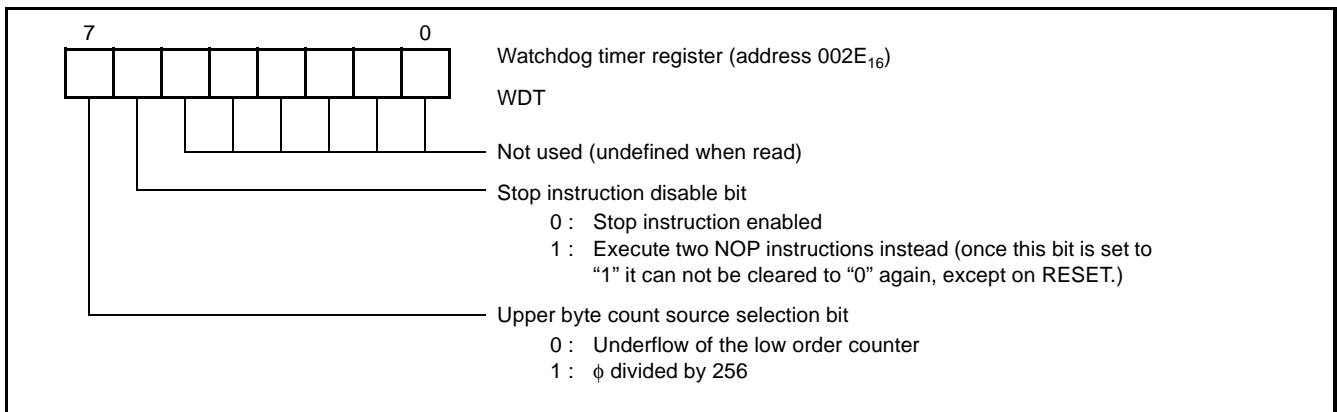 7 0
Watchdog timer register (address 002E₁₆)
WDT
Not used (undefined when read)
Stop instruction disable bit
0 : Stop instruction enabled
1 : Execute two NOP instructions instead (once this bit is set to
“1” it can not be cleared to “0” again, except on RESET.)
Upper byte count source selection bit
0 : Underflow of the low order counter
1 : ϕ divided by 256